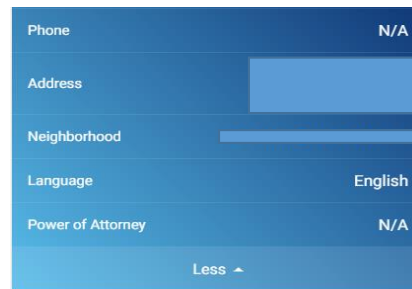 Phone N/A
Address
Neighborhood
Language English
Power of Attorney N/A
Less